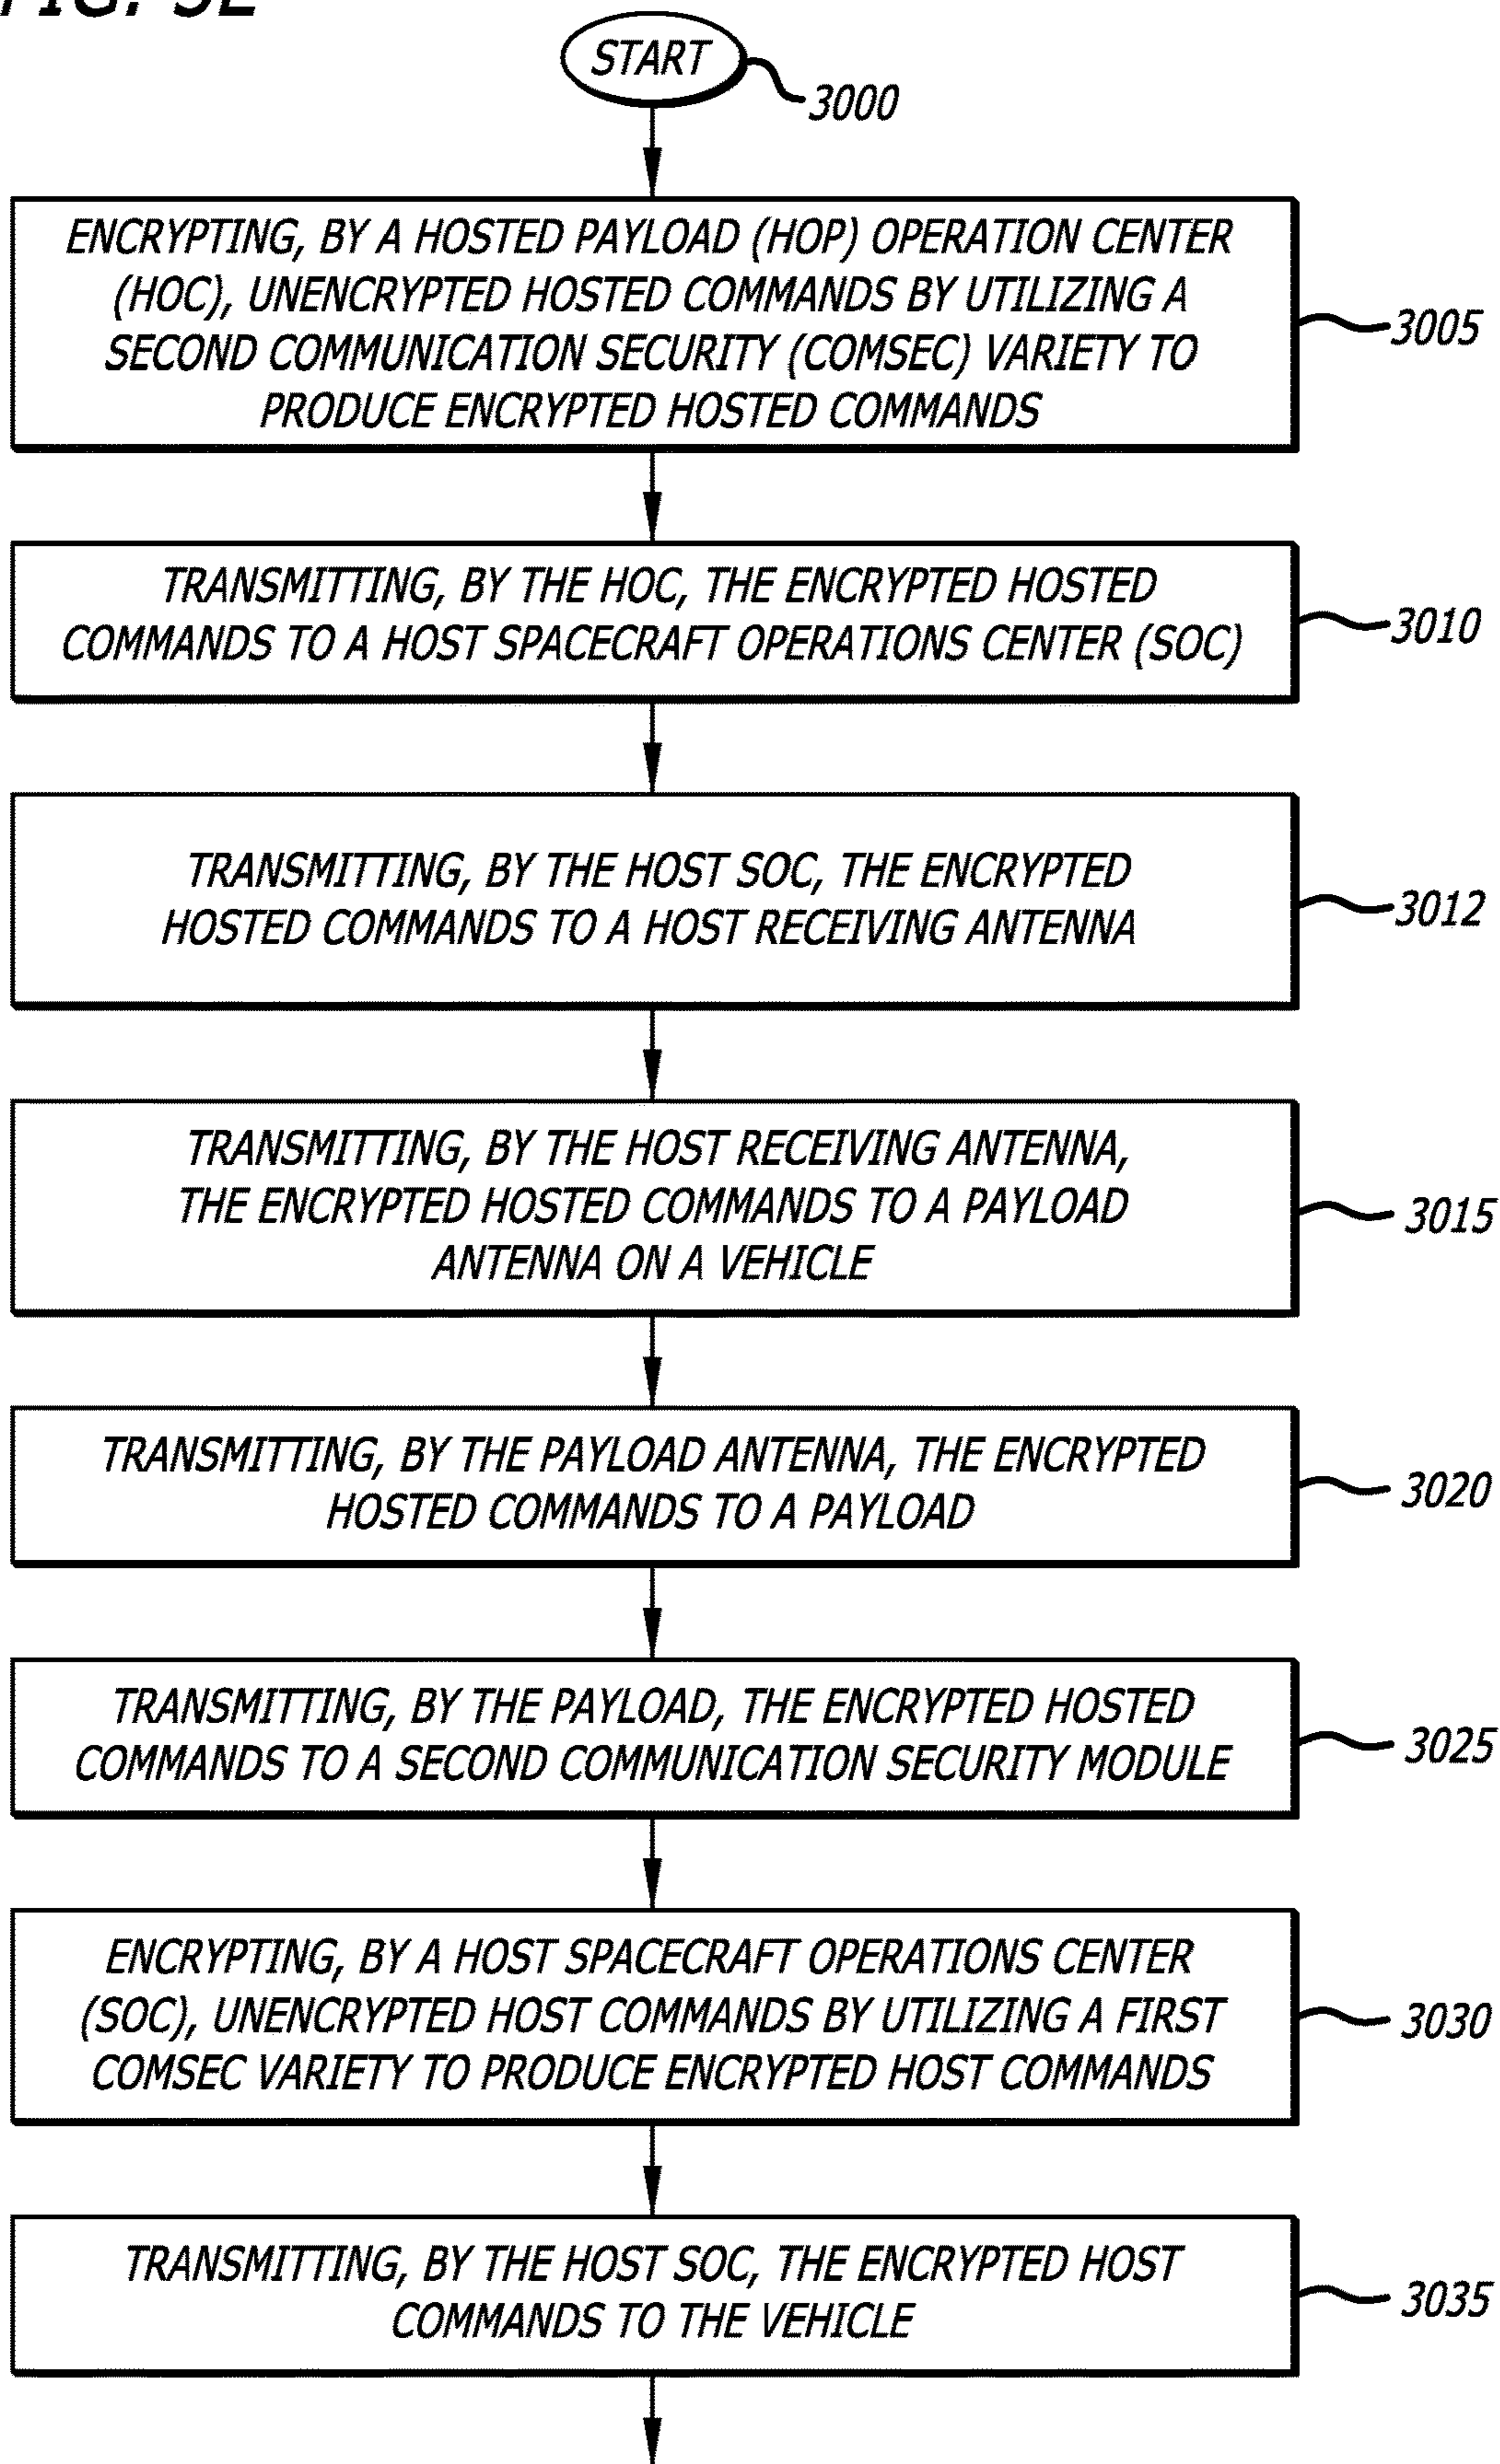 FIG.
START
3000
ENCRYPTING, BY A HOSTED PAYLOAD (HOP) OPERATION CENTER
(HOC), UNENCRYPTED HOSTED COMMANDS BY UTILIZING A
SECOND COMMUNICATION SECURITY (COMSEC) VARIETY TO
PRODUCE ENCRYPTED HOSTED COMMANDS
3005
TRANSMITTING, BY THE HOC, THE ENCRYPTED HOSTED
COMMANDS TO A HOST SPACECRAFT OPERATIONS CENTER (SOC)
3010
TRANSMITTING, BY THE HOST SOC, THE ENCRYPTED
HOSTED COMMANDS TO A HOST RECEIVING ANTENNA
3012
TRANSMITTING, BY THE HOST RECEIVING ANTENNA,
THE ENCRYPTED HOSTED COMMANDS TO A PAYLOAD
ANTENNA ON A VEHICLE
3015
TRANSMITTING, BY THE PAYLOAD ANTENNA, THE ENCRYPTED
HOSTED COMMANDS TO A PAYLOAD
3020
TRANSMITTING, BY THE PAYLOAD, THE ENCRYPTED HOSTED
COMMANDS TO A SECOND COMMUNICATION SECURITY MODULE
3025
ENCRYPTING, BY A HOST SPACECRAFT OPERATIONS CENTER
(SOC), UNENCRYPTED HOST COMMANDS BY UTILIZING A FIRST
COMSEC VARIETY TO PRODUCE ENCRYPTED HOST COMMANDS
3030
TRANSMITTING, BY THE HOST SOC, THE ENCRYPTED HOST
COMMANDS TO THE VEHICLE
3035